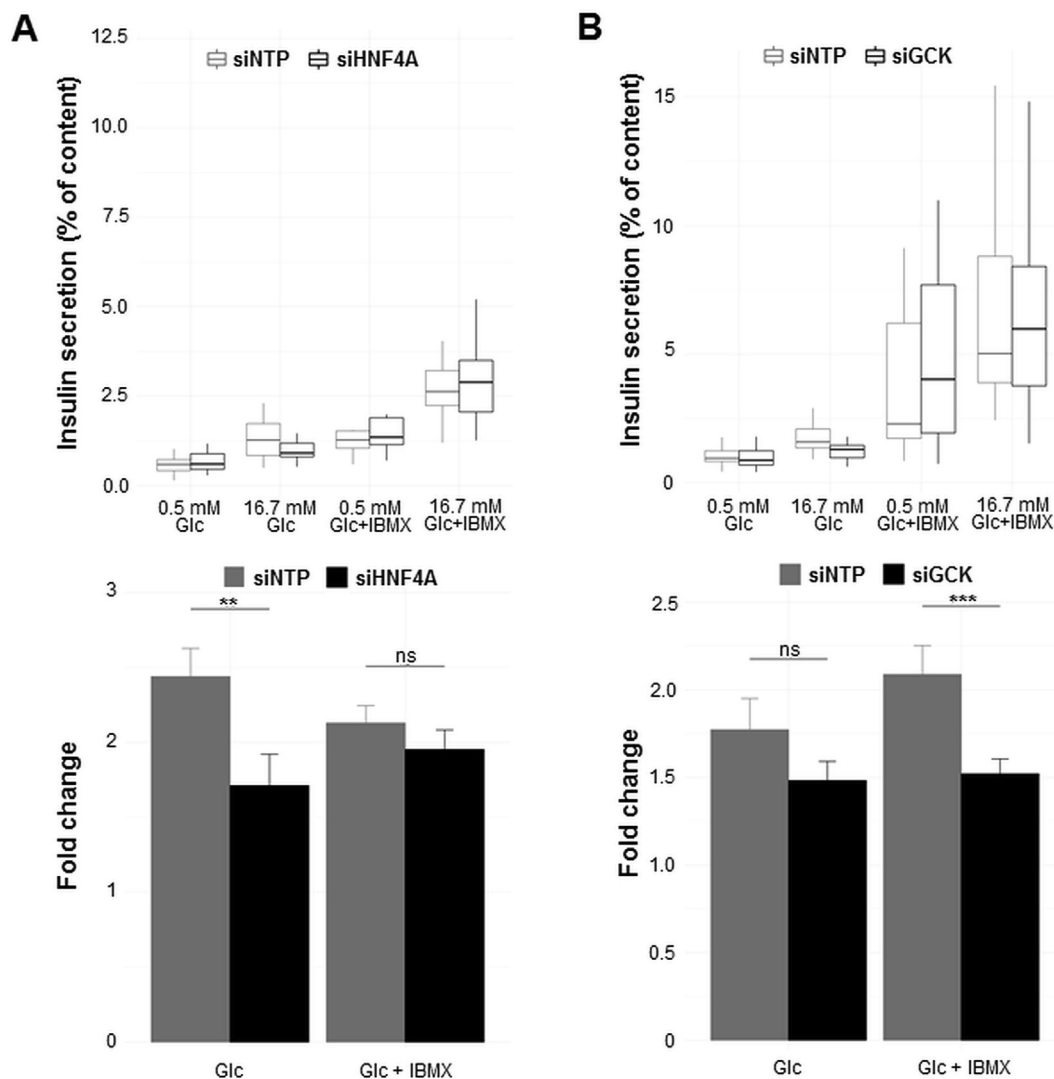 A
Insulin secretion (% of content)
siNTP siHNF4A
12.5
10.0
7.5
5.0
2.5
0.0
0.5 mM 16.7 mM 0.5 mM 16.7 mM
Glc Glc Glc+IBMX Glc+IBMX
B
Insulin secretion (% of content)
siNTP siGCK
15
10
5
0
0.5 mM 16.7 mM 0.5 mM 16.7 mM
Glc Glc Glc+IBMX Glc+IBMX
siNTP siHNF4A
Fold change
3
2
1
0
** ns
Glc Glc + IBMX
siNTP siGCK
Fold change
2.5
2.0
1.5
1.0
0.5
0
ns ***
Glc Glc + IBMX